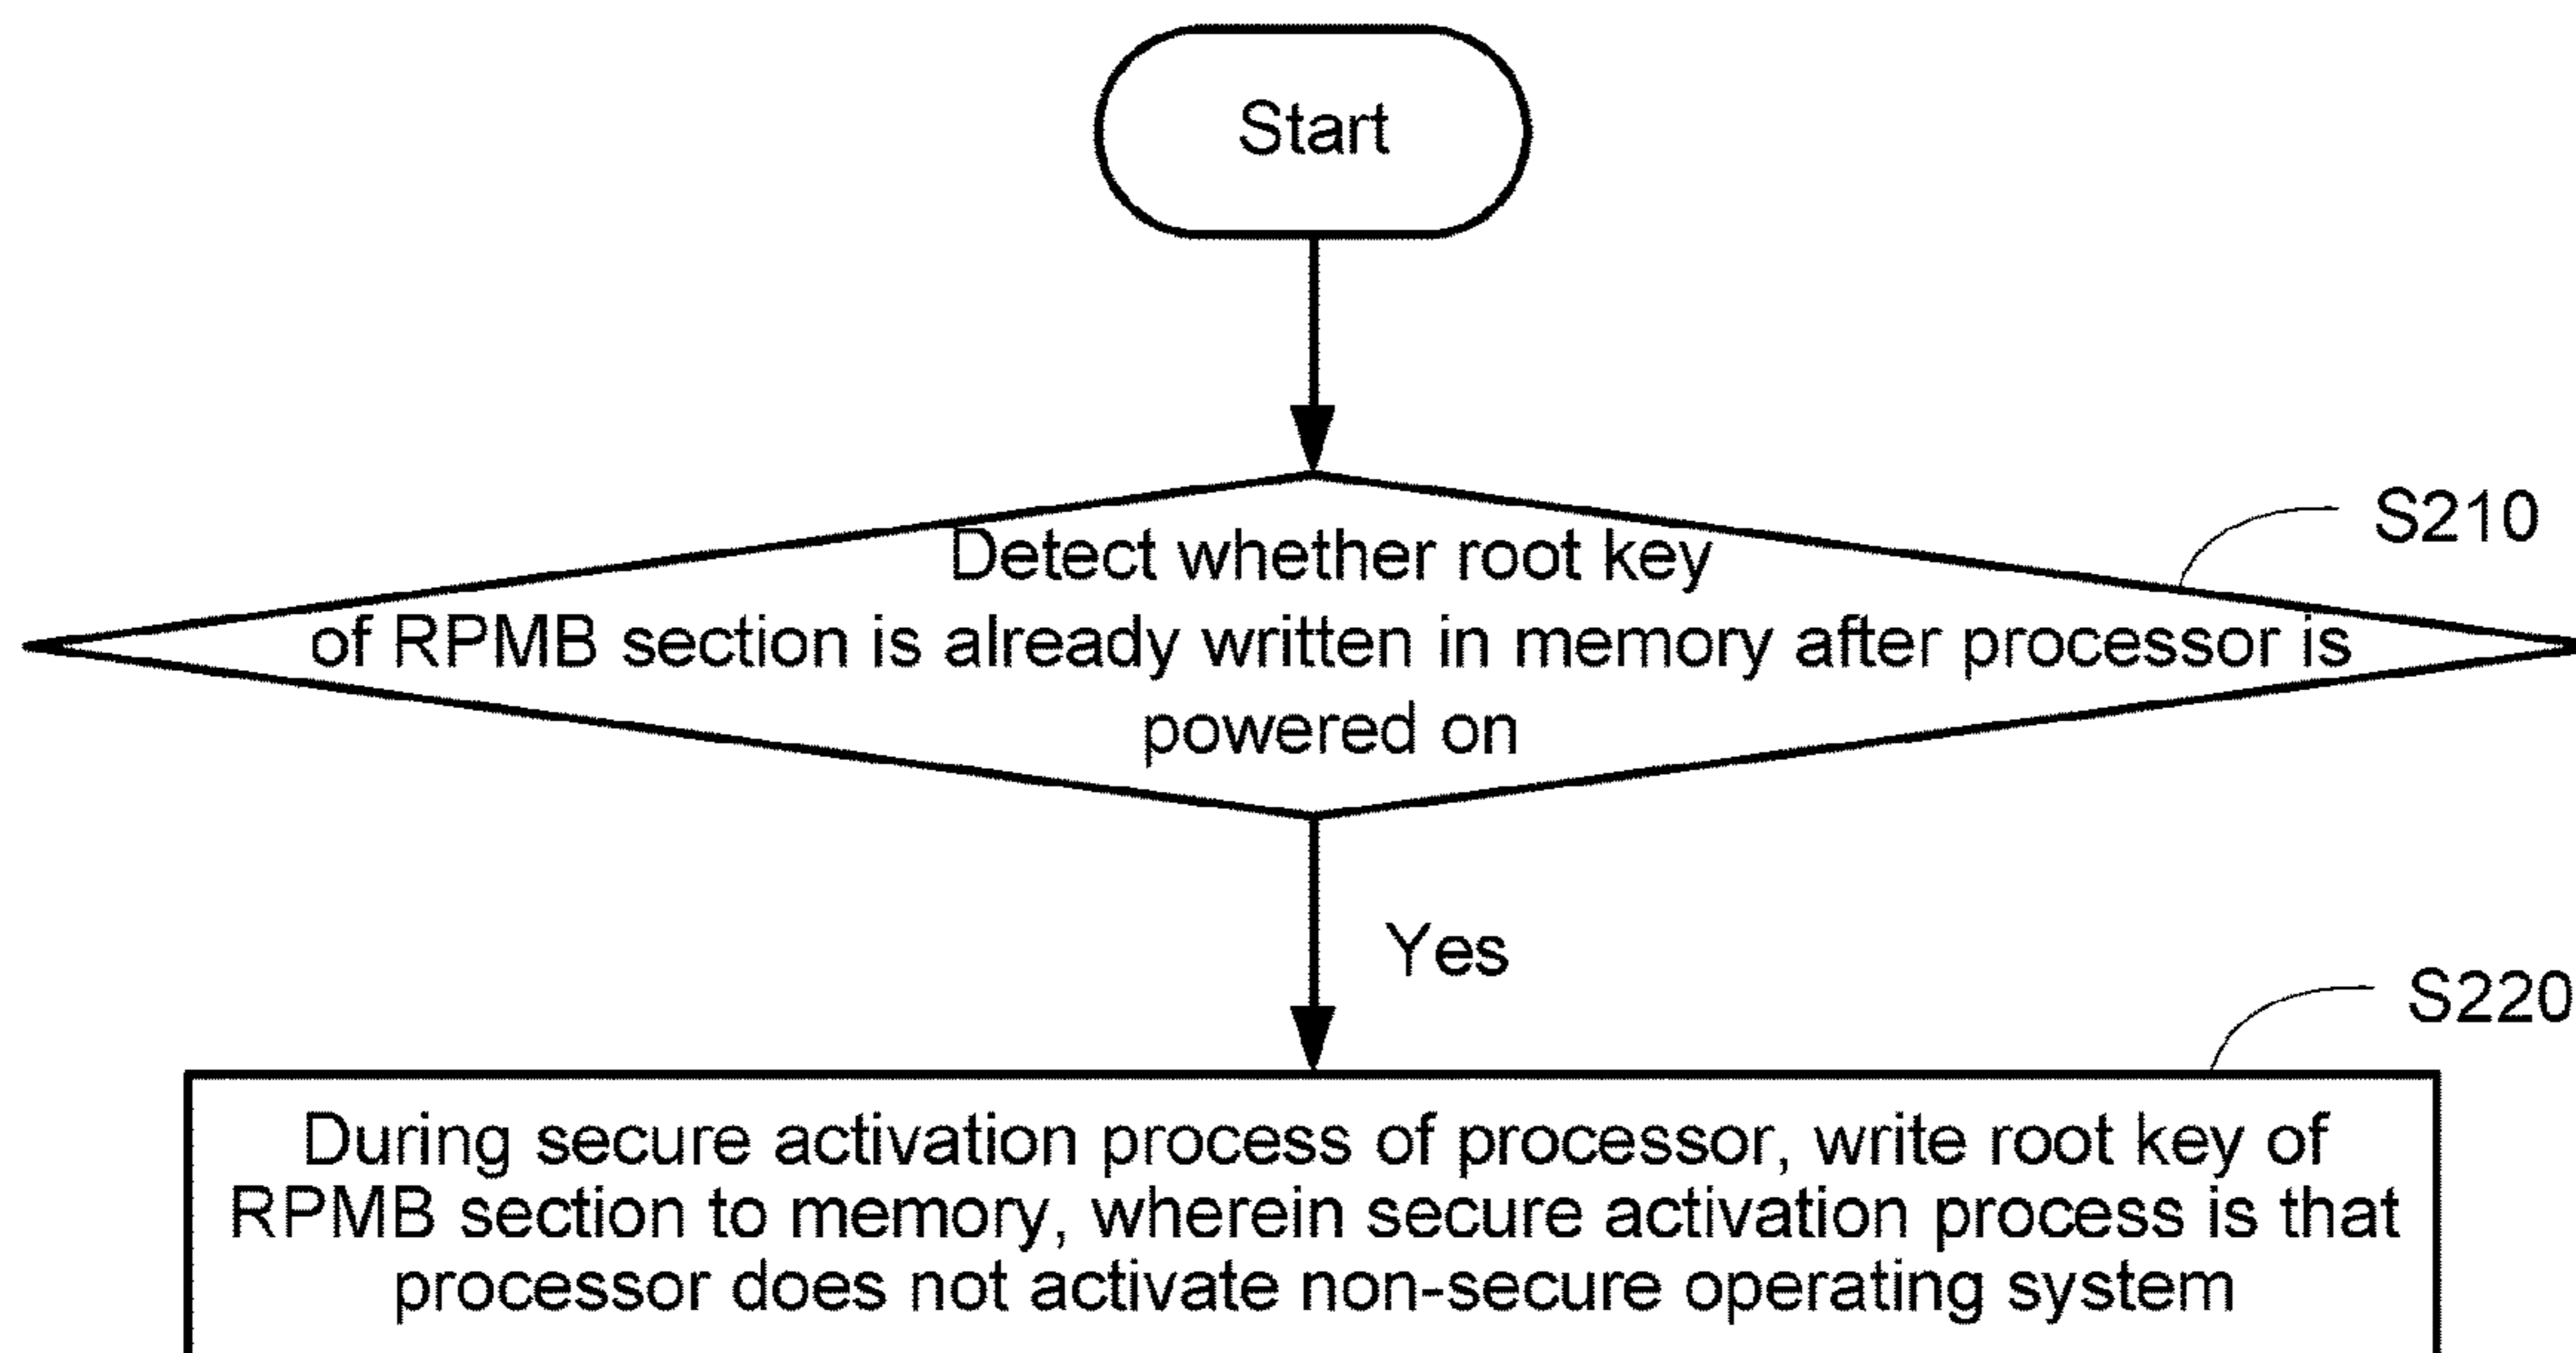 Start
S210
Detect whether root key
of RPMB section is already written in memory after processor is
powered on
Yes
S220
During secure activation process of processor, write root key of
RPMB section to memory, wherein secure activation process is that
processor does not activate non-secure operating system